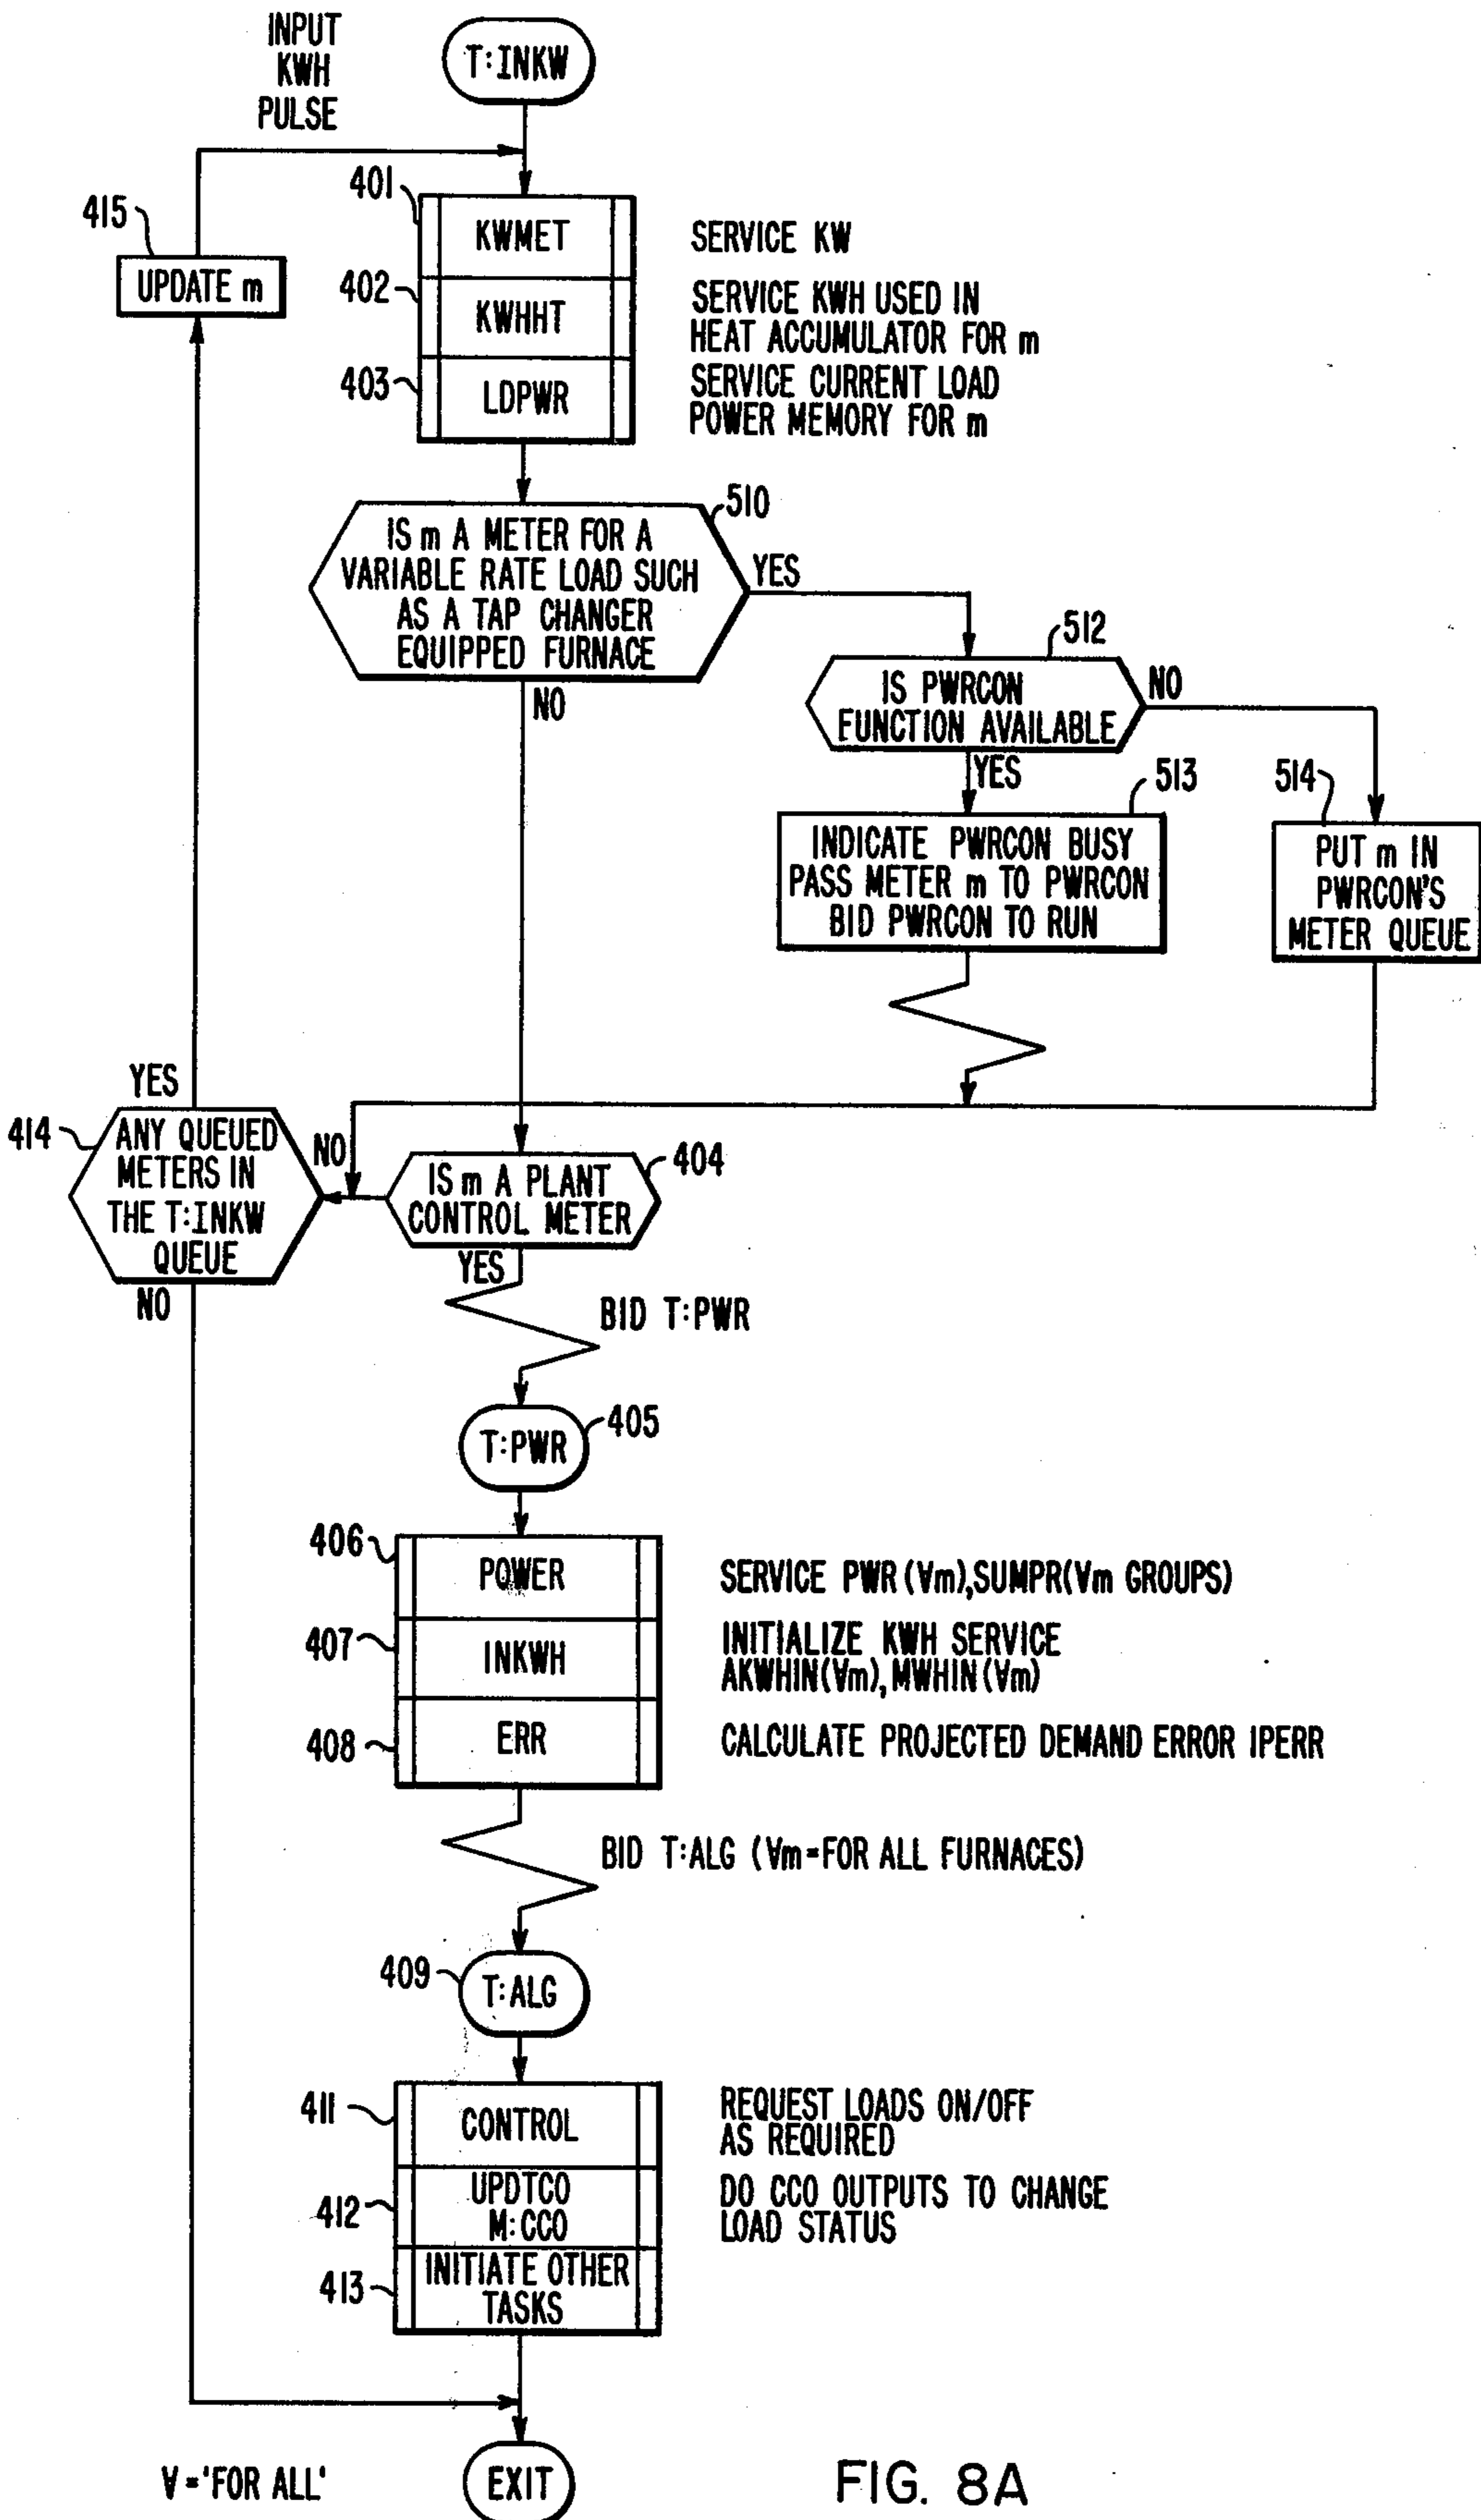 INPUT
KWH
PULSE
T:INKW
401
415
KWMET
SERVICE KW
UPDATE m
402
KWHHT
SERVICE KWH USED IN
HEAT ACCUMULATOR FOR m
403
LDPWR
SERVICE CURRENT LOAD
POWER MEMORY FOR m
510
IS m A METER FOR A
VARIABLE RATE LOAD SUCH
AS A TAP CHANGER
EQUIPPED FURNACE
YES
NO
512
IS PWRCON
FUNCTION AVAILABLE
NO
YES
513
514
INDICATE PWRCON BUSY
PASS METER m TO PWRCON
BID PWRCON TO RUN
PUT m IN
PWRCON'S
METER QUEUE
YES
414
ANY QUEUED
METERS IN
THE T:INKW
QUEUE
NO
NO
IS m A PLANT
CONTROL METER
404
YES
BID T:PWR
T:PWR
405
406
POWER
SERVICE PWR (∀m),SUMPR(∀m GROUPS)
407
INKWH
INITIALIZE KWH SERVICE
AKWHIN(∀m),MWHIN(∀m)
408
ERR
CALCULATE PROJECTED DEMAND ERROR IPERR
BID T:ALG (∀m=FOR ALL FURNACES)
409
T:ALG
411
CONTROL
REQUEST LOADS ON/OFF
AS REQUIRED
412
UPDTCO
M:CCO
DO CCO OUTPUTS TO CHANGE
LOAD STATUS
413
INITIATE OTHER
TASKS
∀='FOR ALL'
EXIT
FIG. 8A